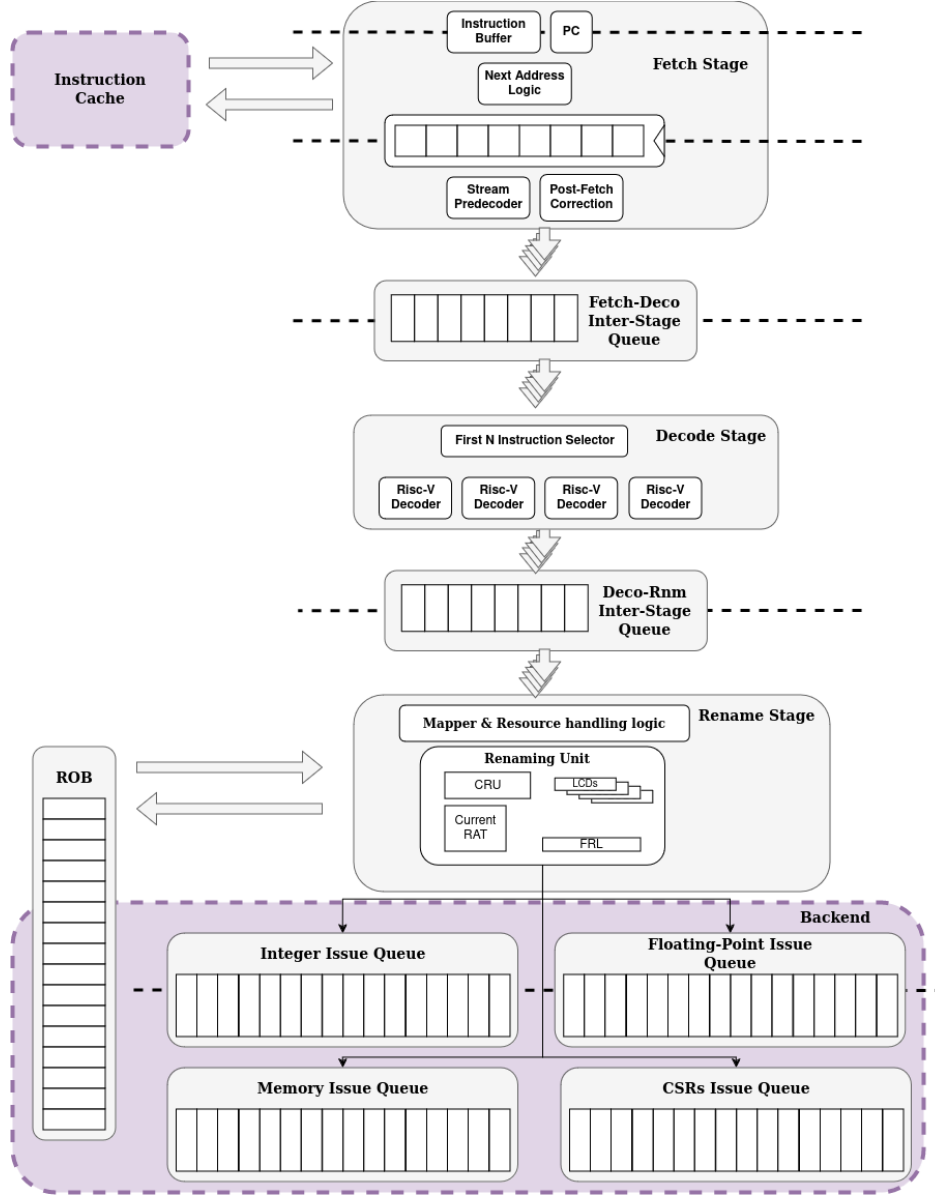 Instruction
Buffer
PC
Fetch Stage
Instruction
Cache
Next Address
Logic
Stream
Predecoder
Post-Fetch
Correction
Fetch-Deco
Inter-Stage
Queue
Decode Stage
First N Instruction Selector
Risc-V
Decoder
Risc-V
Decoder
Risc-V
Decoder
Risc-V
Decoder
Deco-Rnm
Inter-Stage
Queue
Rename Stage
Mapper & Resource handling logic
Renaming Unit
CRU
LCDs
Current
RAT
FRL
ROB
Backend
Integer Issue Queue
Floating-Point Issue
Queue
Memory Issue Queue
CSRs Issue Queue